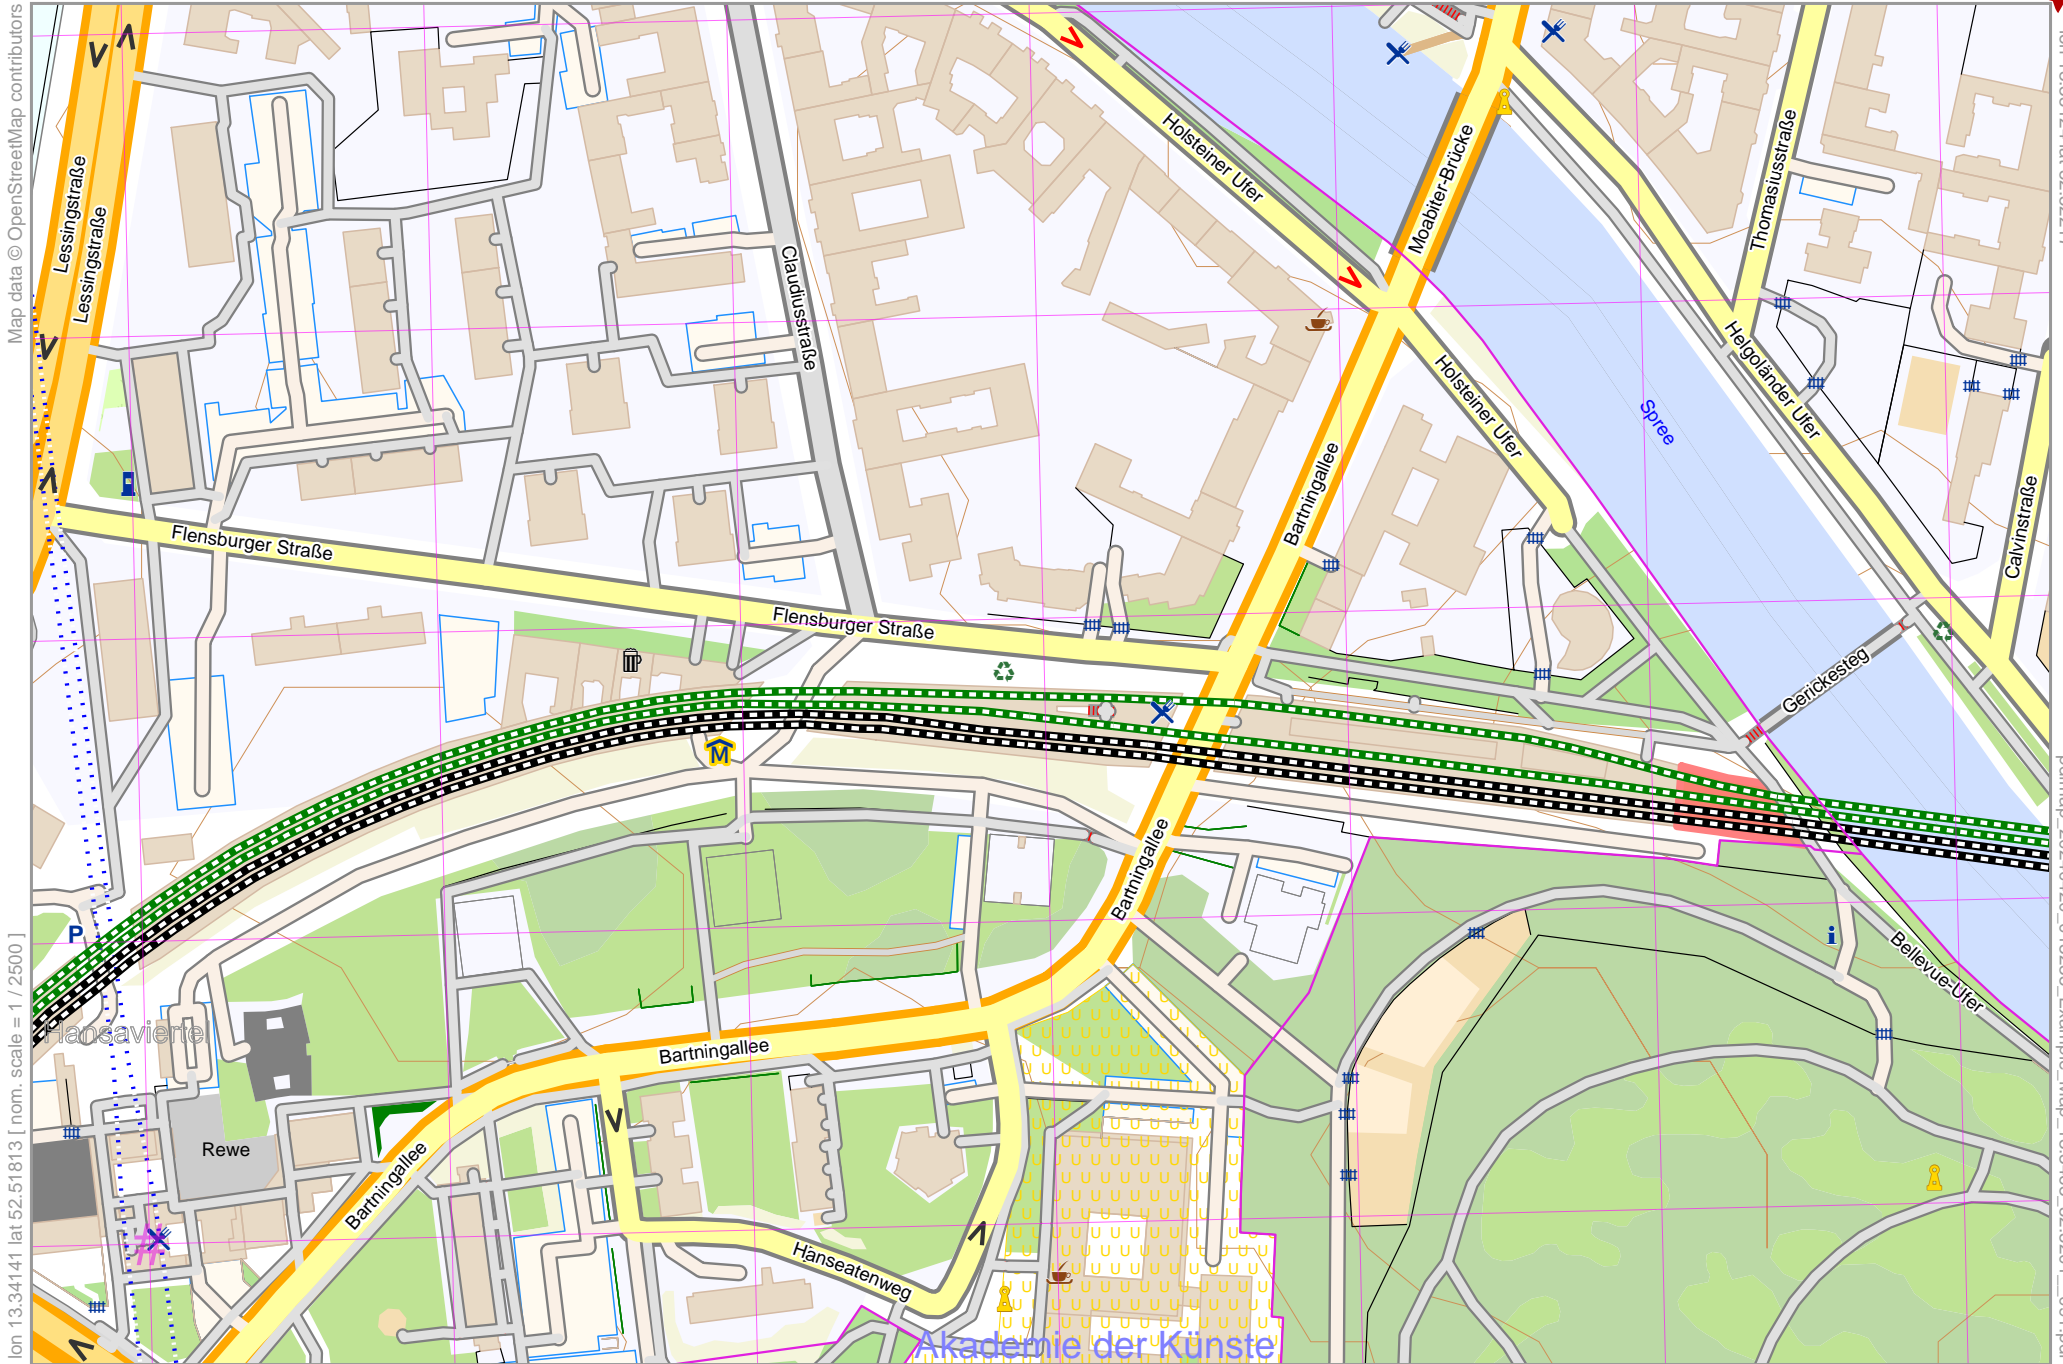 Map data © OpenStreetMap contributors
lon 13.34141 lat 52.51813 [ nom. scale = 1 / 2500 ]
Lessingstraße
Lessingstraße
Claudiusstraße
Holsteiner Ufer
Moabiter-Brücke
Thomasiusstraße
Helgoländer Ufer
Holsteiner Ufer
Spree
Bartningallee
Calvinstraße
Flensburger Straße
Flensburger Straße
Gerickesteg
M
Bartningallee
P
i
Bellevue-Ufer
Hansaviertel
Bartningallee
Rewe
Bartningallee
Hanseatenweg
#
Akademie der Künste